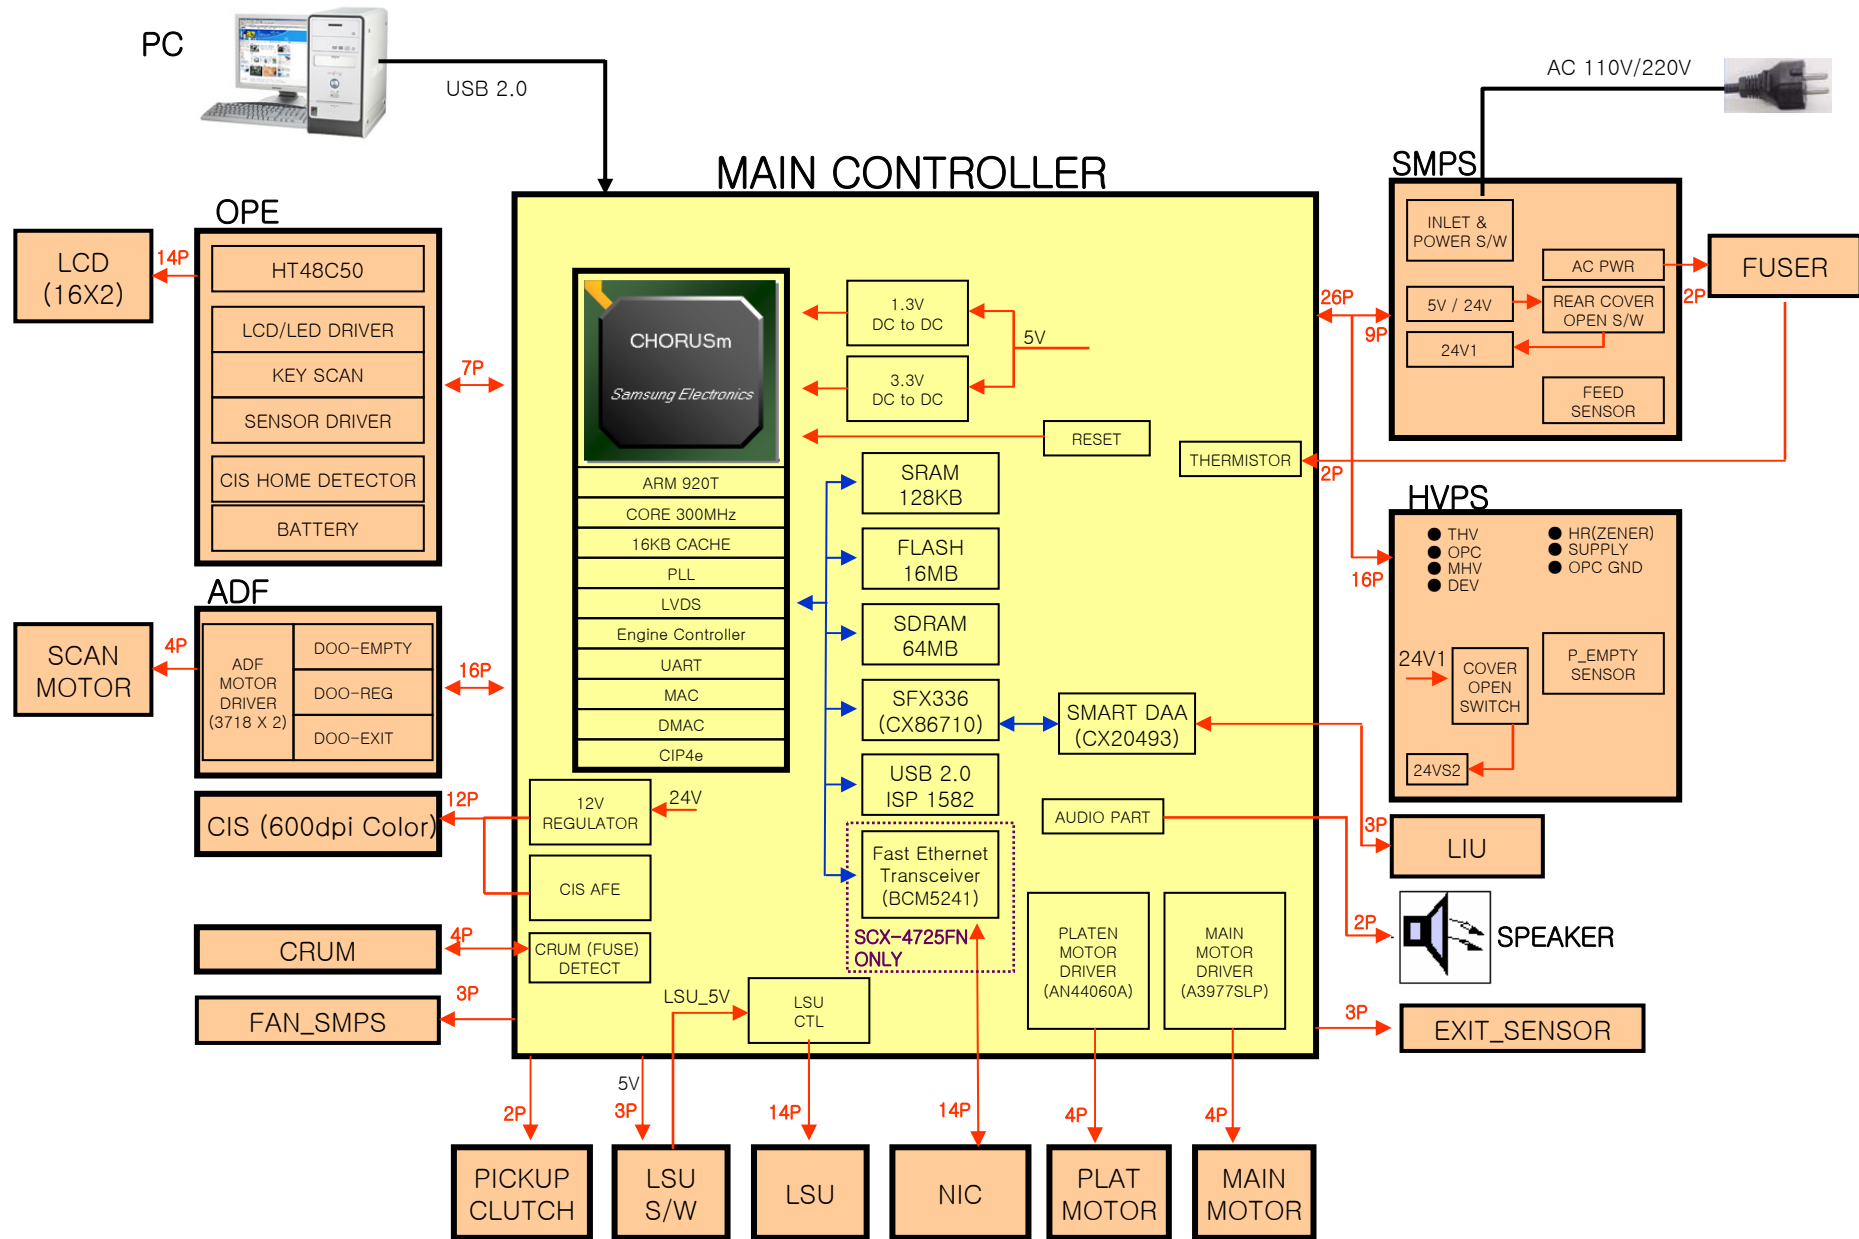 PC
USB 2.0
AC 110V/220V
MAIN CONTROLLER
SMPS
INLET &
POWER S/W
AC PWR
5V / 24V
REAR COVER
OPEN S/W
24V1
FEED
SENSOR
2P
FUSER
OPE
LCD
(16X2)
14P
HT48C50
LCD/LED DRIVER
KEY SCAN
SENSOR DRIVER
CIS HOME DETECTOR
BATTERY
7P
CHORUSm
Samsung Electronics
ARM 920T
CORE 300MHz
16KB CACHE
PLL
LVDS
Engine Controller
UART
MAC
DMAC
CIP4e
1.3V
DC to DC
3.3V
DC to DC
5V
RESET
THERMISTOR
26P
9P
2P
SRAM
128KB
FLASH
16MB
SDRAM
64MB
SFX336
(CX86710)
SMART DAA
(CX20493)
USB 2.0
ISP 1582
Fast Ethernet
Transceiver
(BCM5241)
SCX-4725FN
ONLY
AUDIO PART
HVPS
THV
OPC
MHV
DEV
HR(ZENER)
SUPPLY
OPC GND
16P
24V1
COVER
OPEN
SWITCH
P_EMPTY
SENSOR
24VS2
ADF
SCAN
MOTOR
4P
ADF
MOTOR
DRIVER
(3718 X 2)
DOO-EMPTY
DOO-REG
DOO-EXIT
16P
CIS (600dpi Color)
12P
12V
REGULATOR
24V
CIS AFE
CRUM
4P
CRUM (FUSE)
DETECT
FAN_SMPS
3P
LSU_5V
LSU
CTL
PLATEN
MOTOR
DRIVER
(AN44060A)
MAIN
MOTOR
DRIVER
(A3977SLP)
3P
LIU
2P
SPEAKER
3P
EXIT_SENSOR
2P
5V
3P
14P
14P
4P
4P
PICKUP
CLUTCH
LSU
S/W
LSU
NIC
PLAT
MOTOR
MAIN
MOTOR